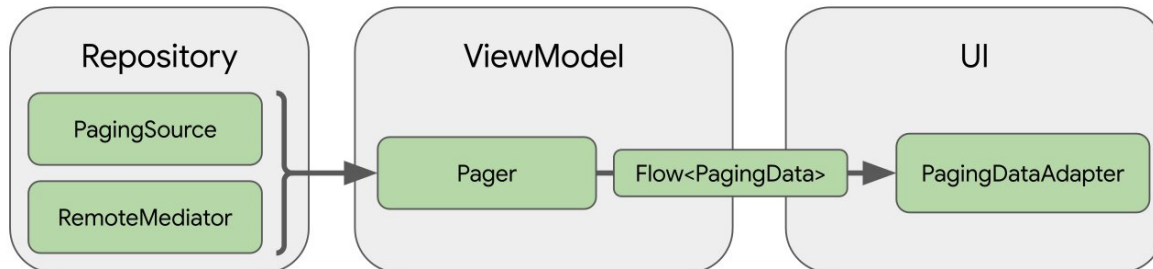 Repository
PagingSource
RemoteMediator
ViewModel
Pager
Flow<PagingData>
UI
PagingDataAdapter